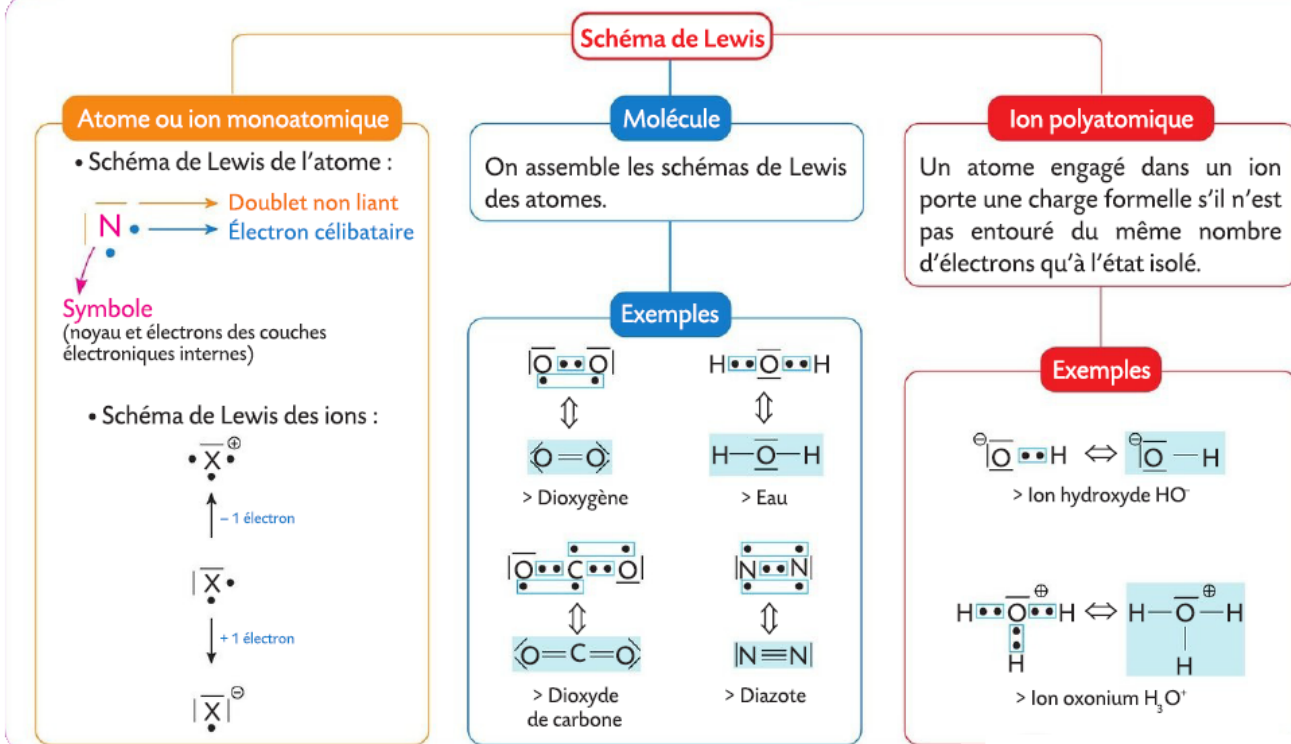 Schéma de Lewis
Atome ou ion monoatomique
• Schéma de Lewis de l'atome :
N
Doublet non liant
Électron célibataire
Symbole
(noyau et électrons des couches
électroniques internes)
• Schéma de Lewis des ions :
X ⊕
– 1 électron
X
+ 1 électron
X ⊖
Molécule
On assemble les schémas de Lewis
des atomes.
Exemples
O O
O=O
> Dioxygène
H O H
H—O—H
> Eau
O C O
O=C=O
> Dioxyde
de carbone
N N
N≡N
> Diazote
Ion polyatomique
Un atome engagé dans un ion
porte une charge formelle s'il n'est
pas entouré du même nombre
d'électrons qu'à l'état isolé.
Exemples
⊖ O H ⇔ ⊖ O — H
> Ion hydroxyde HO⁻
H O ⊕ H ⇔ H—O ⊕—H
H H
> Ion oxonium H₃O⁺